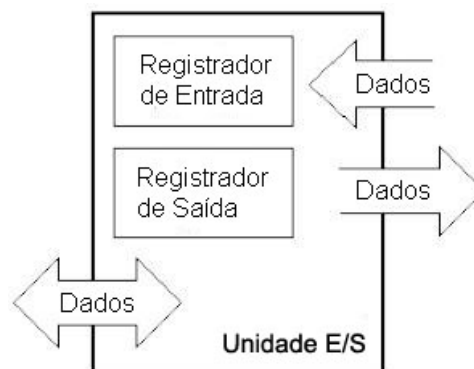 Registrador
de Entrada
Dados
Registrador
de Saída
Dados
Dados
Unidade E/S